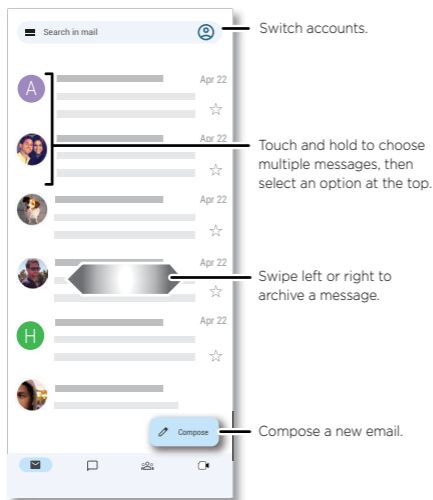 Search in mail
Switch accounts.
A
Apr 22
Apr 22
Touch and hold to choose
multiple messages, then
select an option at the top.
Apr 22
Apr 22
Swipe left or right to
archive a message.
H
Apr 22
Compose
Compose a new email.